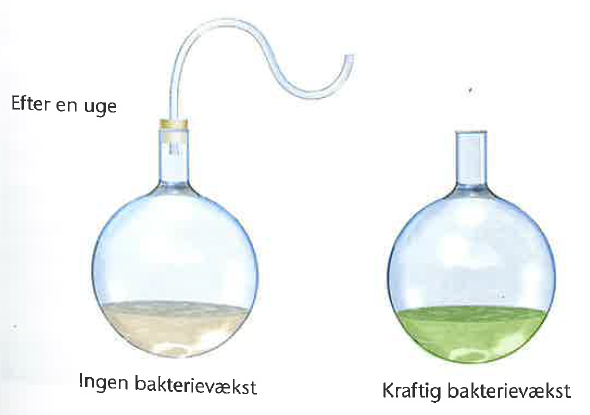 Efter en uge
Ingen bakterievækst
Kraftig bakterievækst